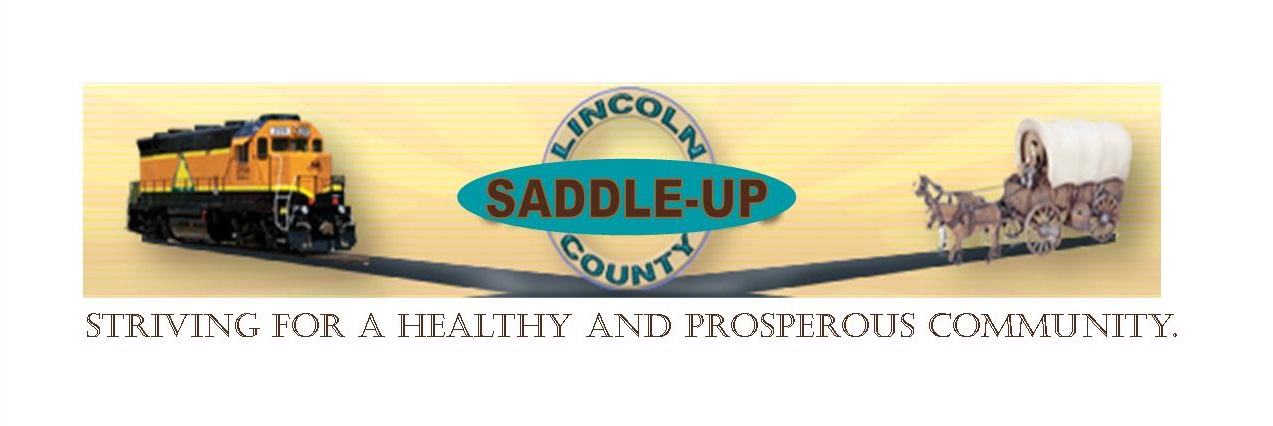 LINCOLN
SADDLE-UP
COUNTY
STRIVING FOR A HEALTHY AND PROSPEROUS COMMUNITY.